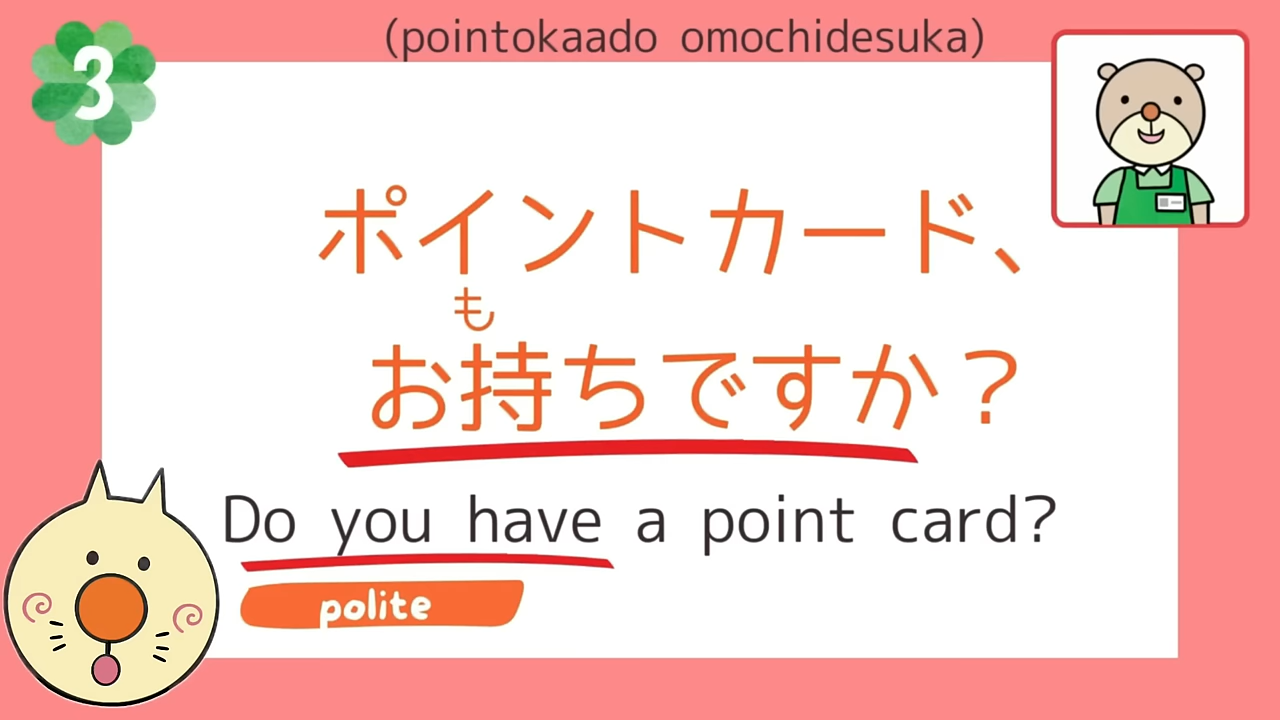 3
(pointokaado omochidesuka)
ポイントカード、
も
お持ちですか?
Do you have a point card?
polite